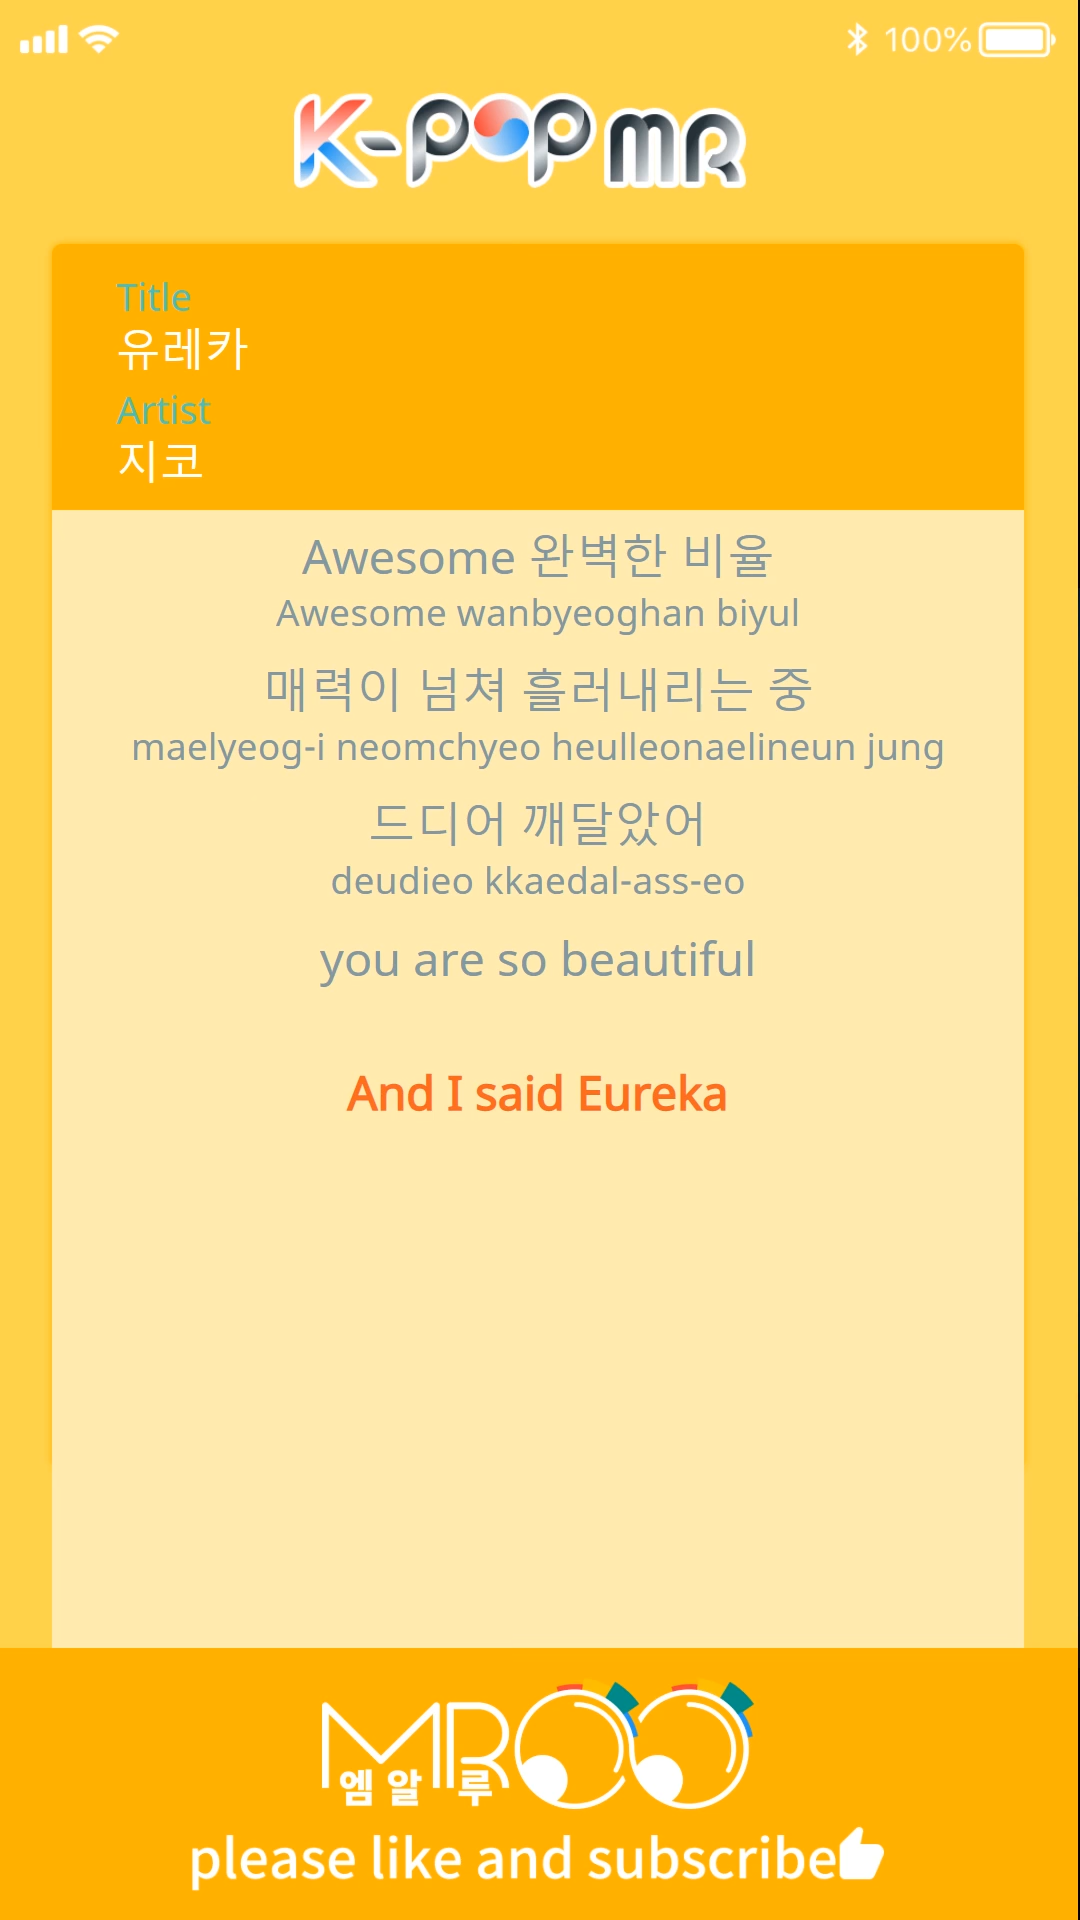 100%
K-POP MR
Title
유레카
Artist
지코
Awesome 완벽한 비율
Awesome wanbyeoghan biyul
매력이 넘쳐 흘러내리는 중
maelyeog-i neomchyeo heulleonaelineun jung
드디어 깨달았어
deudieo kkaedal-ass-eo
you are so beautiful
And I said Eureka
MROO
엠알루
please like and subscribe